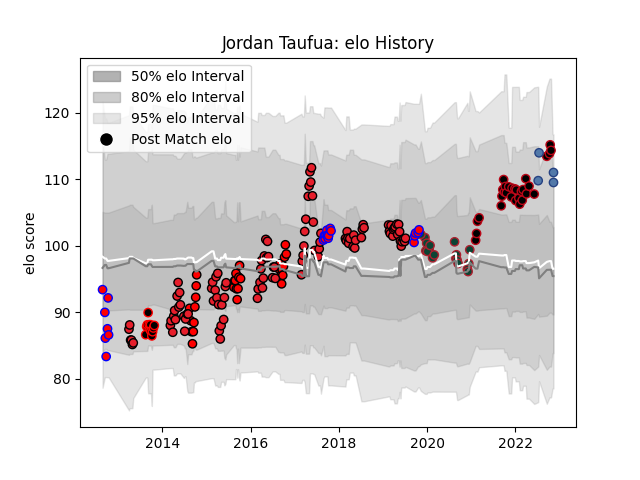 Jordan Taufua: elo History
50% elo Interval
80% elo Interval
95% elo Interval
Post Match elo
elo score
120
110
100
90
80
2014 2016 2018 2020 2022